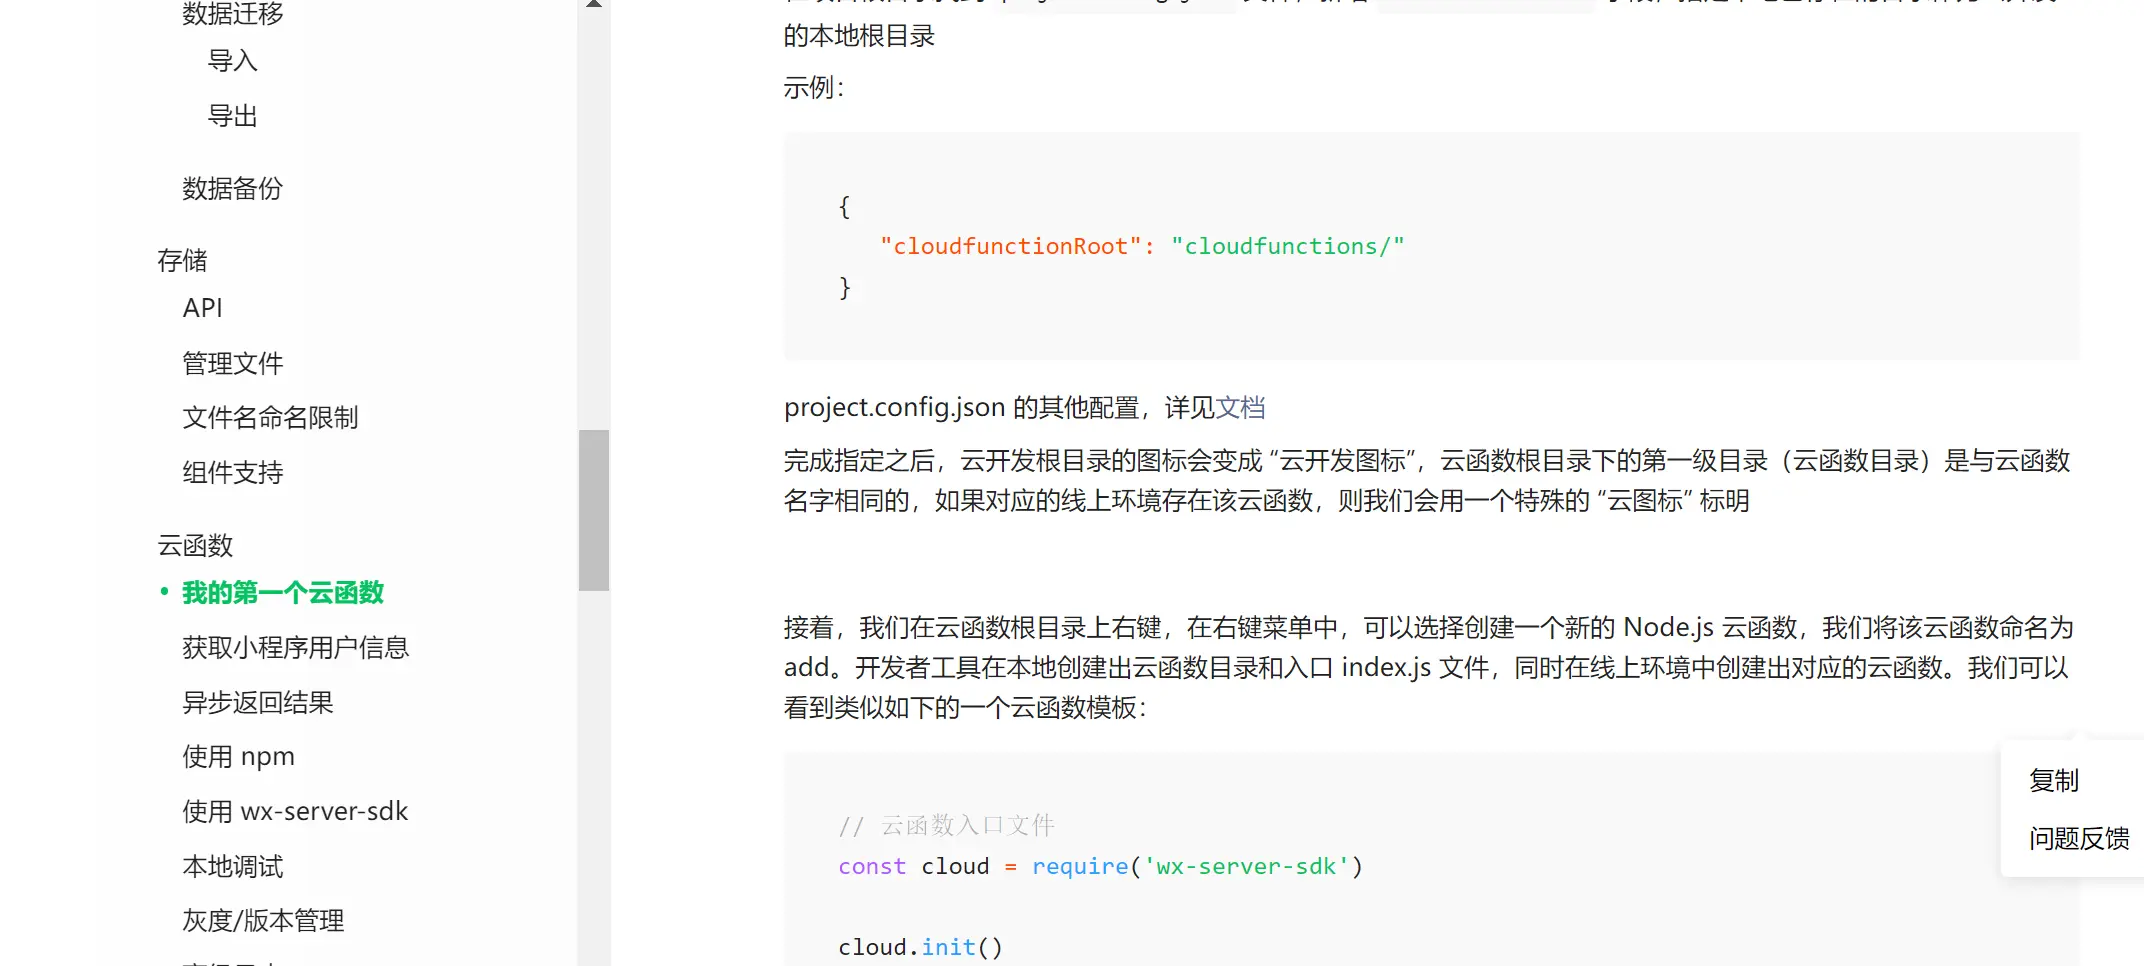 数据迁移
导入
导出
数据备份
存储
API
管理文件
文件名命名限制
组件支持
云函数
• 我的第一个云函数
获取小程序用户信息
异步返回结果
使用 npm
使用 wx-server-sdk
本地调试
灰度/版本管理
的本地根目录
示例：
{
"cloudfunctionRoot": "cloudfunctions/"
}
project.config.json 的其他配置，详见文档
完成指定之后，云开发根目录的图标会变成 “云开发图标”，云函数根目录下的第一级目录（云函数目录）是与云函数
名字相同的，如果对应的线上环境存在该云函数，则我们会用一个特殊的 “云图标” 标明
接着，我们在云函数根目录上右键，在右键菜单中，可以选择创建一个新的 Node.js 云函数，我们将该云函数命名为
add。开发者工具在本地创建出云函数目录和入口 index.js 文件，同时在线上环境中创建出对应的云函数。我们可以
看到类似如下的一个云函数模板：
// 云函数入口文件
const cloud = require('wx-server-sdk')
cloud.init()
复制
问题反馈